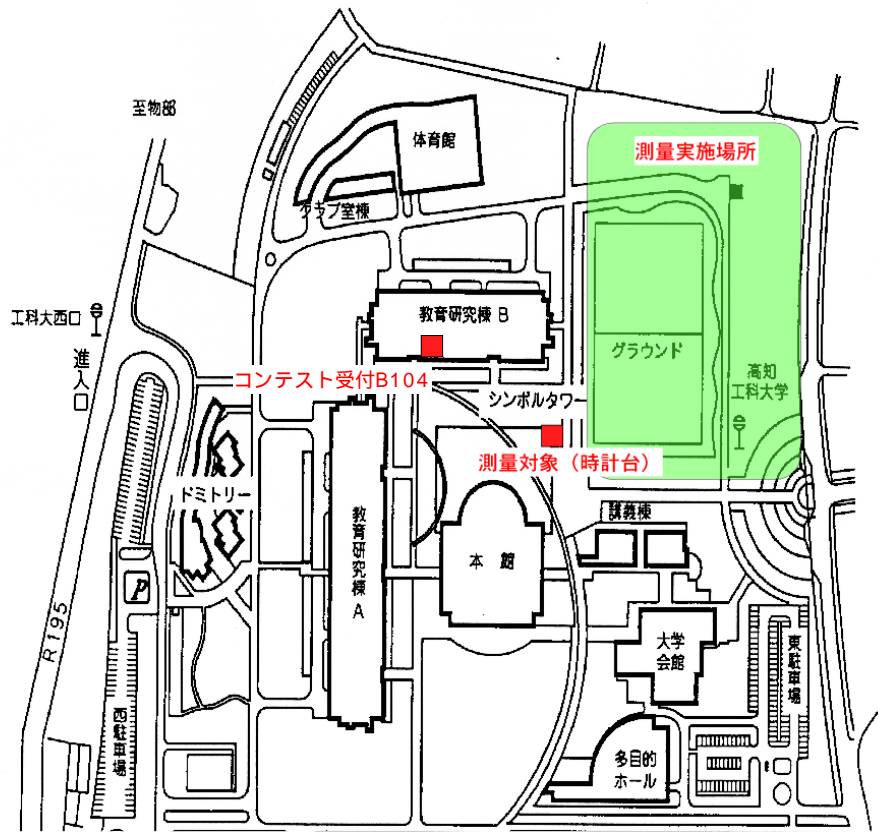 至物部
体育館
測量実施場所
クラブ室棟
工科大西口
教育研究棟 B
グラウンド
進入口
コンテスト受付B104
高知
工科大学
シンボルタワー
測量対象（時計台）
ドミトリー
教育研究棟 A
講義棟
本 館
P
R195
大学
会館
東駐車場
西駐車場
多目的
ホール